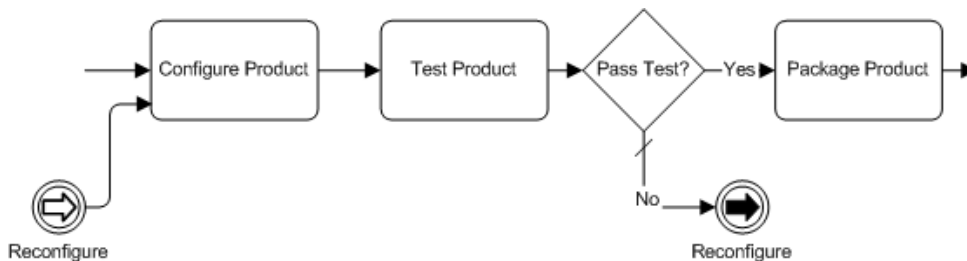 Configure Product
Test Product
Pass Test?
Yes
Package Product
No
Reconfigure
Reconfigure